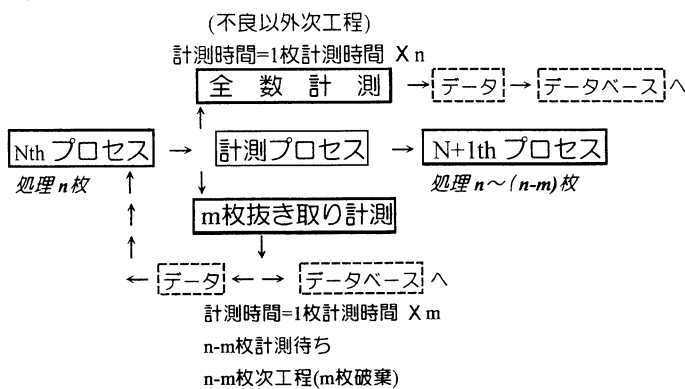 (不良以外次工程)
計測時間=1枚計測時間 X n
全数計測 → データ → データベース へ
Nth プロセス → 計測プロセス → N+1th プロセス
処理 n枚
処理 n～(n-m)枚
m枚抜き取り計測
← データ ← → データベース へ
計測時間=1枚計測時間 X m
n-m枚計測待ち
n-m枚次工程(m枚破棄)